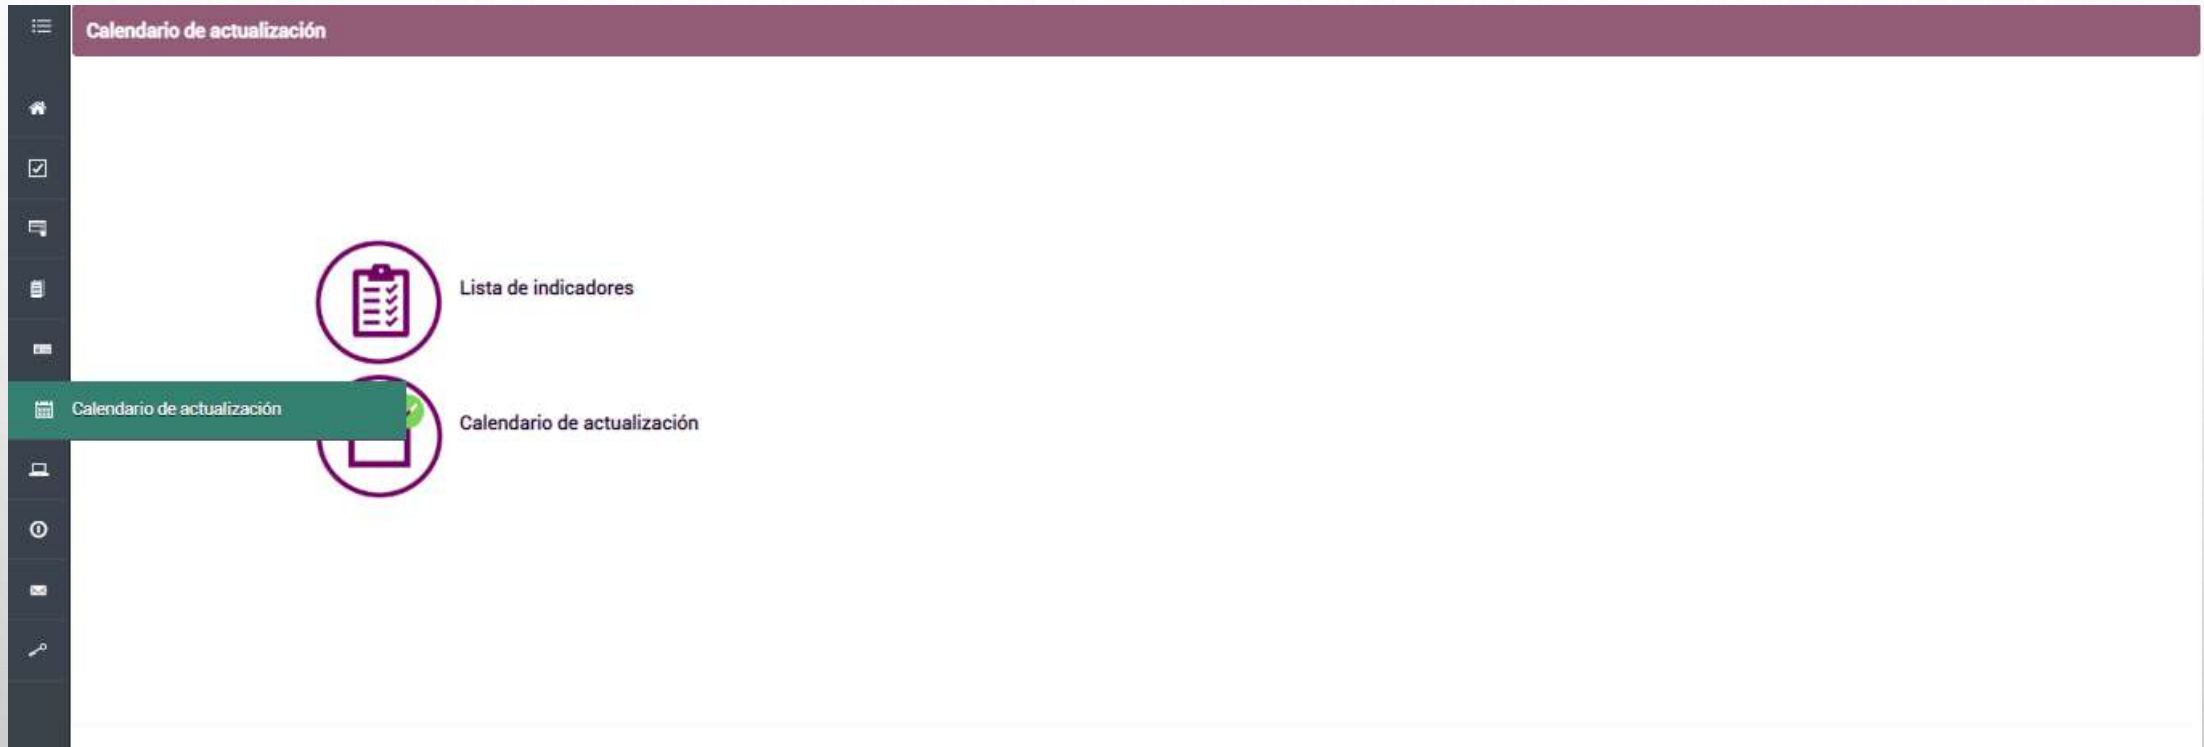 Calendario de actualización
Lista de indicadores
Calendario de actualización
Calendario de actualización